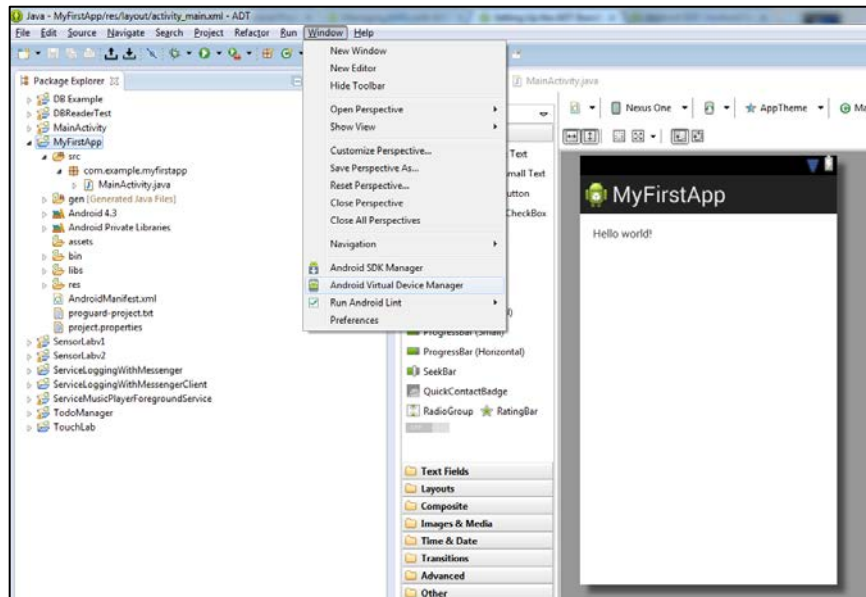 Java - MyFirstApp/res/layout/activity_main.xml - ADT
File Edit Source Navigate Search Project Refactor Run Window Help
Package Explorer
DB Example
DBReaderTest
MainActivity
MyFirstApp
src
com.example.myfirstapp
MainActivity.java
gen [Generated Java Files]
Android 4.3
Android Private Libraries
assets
bin
libs
res
AndroidManifest.xml
proguard-project.txt
project.properties
SensorLabv1
SensorLabv2
ServiceLoggingWithMessenger
ServiceLoggingWithMessengerClient
ServiceMusicPlayerForegroundService
TodoManager
TouchLab
New Window
New Editor
Hide Toolbar
Open Perspective
Show View
Customize Perspective...
Save Perspective As...
Reset Perspective...
Close Perspective
Close All Perspectives
Navigation
Android SDK Manager
Android Virtual Device Manager
Run Android Lint
Preferences
MainActivity.java
Text
CheckBox
ProgressBar (Small)
ProgressBar (Horizontal)
SeekBar
QuickContactBadge
RadioGroup RatingBar
Text Fields
Layouts
Composite
Images & Media
Time & Date
Transitions
Advanced
Other
Nexus One AppTheme
MyFirstApp
Hello world!